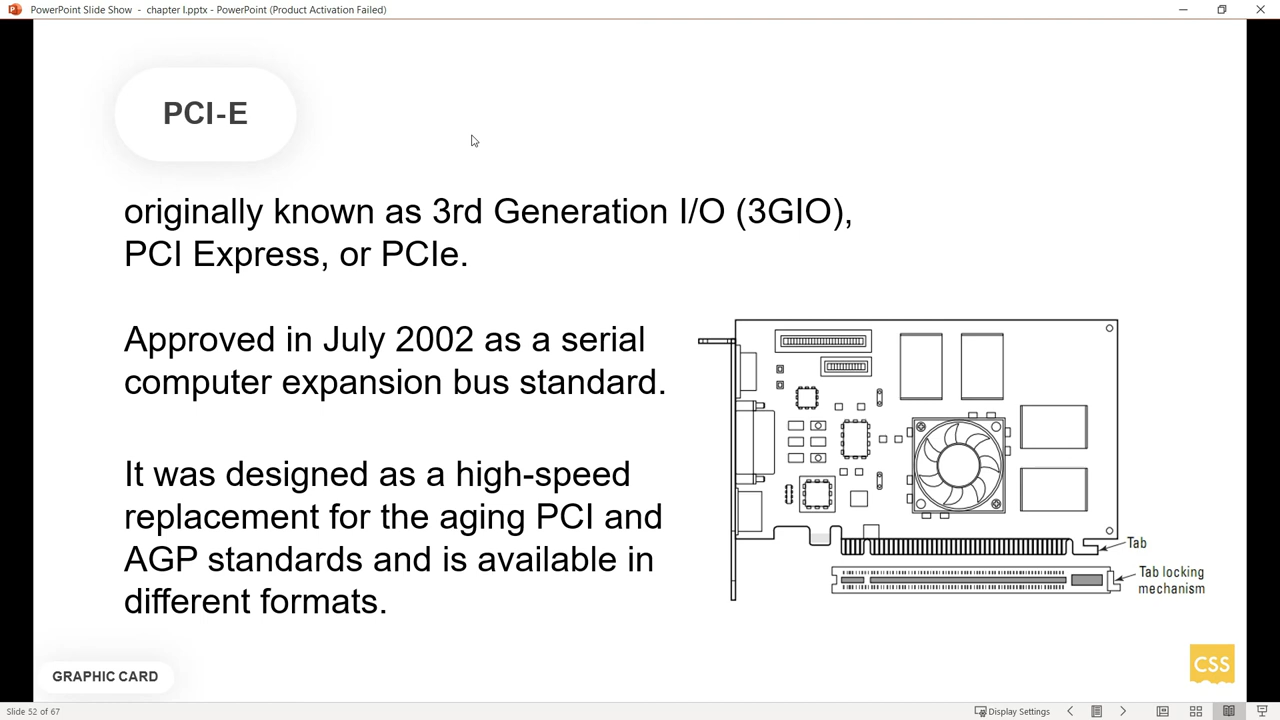 PowerPoint Slide Show - chapter I.pptx - PowerPoint (Product Activation Failed)
PCI-E
originally known as 3rd Generation I/O (3GIO),
PCI Express, or PCIe.
Approved in July 2002 as a serial
computer expansion bus standard.
It was designed as a high-speed
replacement for the aging PCI and
AGP standards and is available in
different formats.
Tab
Tab locking
mechanism
GRAPHIC CARD
CSS
Slide 52 of 67
Display Settings